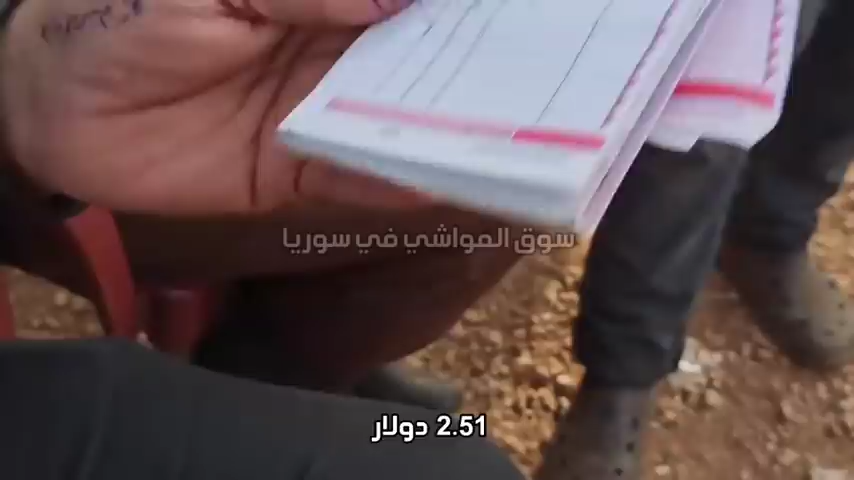 سوق المواشي في سوريا
2.51 دولار